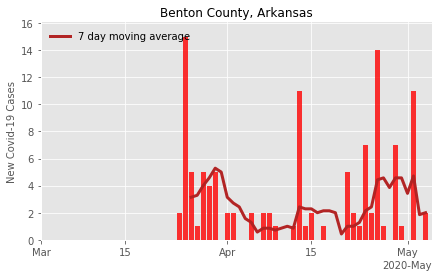 Benton County, Arkansas
7 day moving average
New Covid-19 Cases
16
14
12
10
8
6
4
2
0
Mar
15
Apr
15
May
2020-May